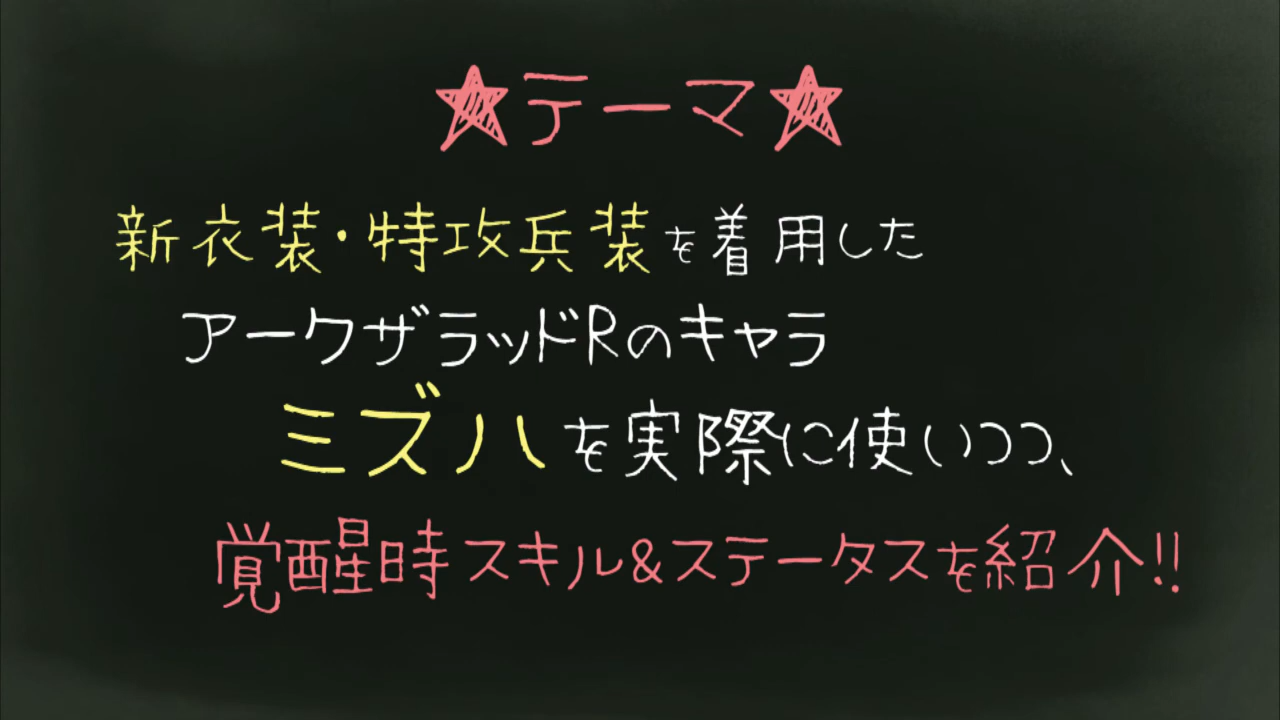 ★テーマ★
新衣装・特攻兵装を着用した
アークザラッドRのキャラ
ミズハを実際に使いつつ、
覚醒時スキル&ステータスを紹介!!